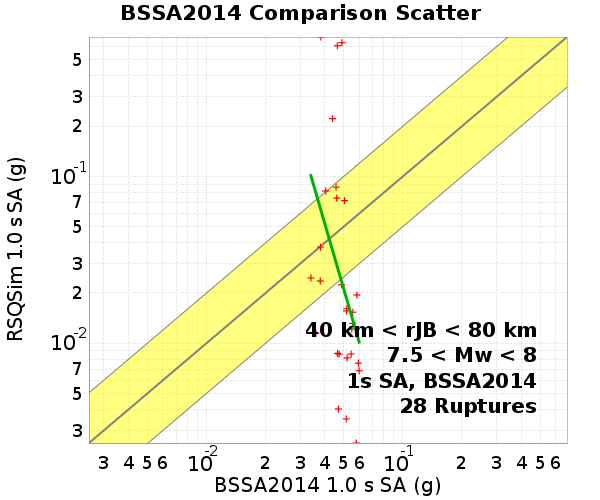 BSSA2014 Comparison Scatter
RSQSim 1.0 s SA (g)
5
3
2
10-1
7
5
3
2
10-2
7
5
3
40 km < rJB < 80 km
7.5 < Mw < 8
1s SA, BSSA2014
28 Ruptures
3 4 5 6 10-2 2 3 4 5 6 10-1 2 3 4 5 6
BSSA2014 1.0 s SA (g)